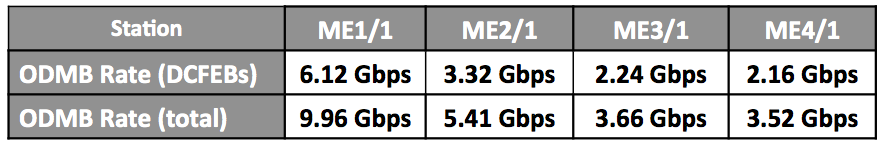 Station ME1/1 ME2/1 ME3/1 ME4/1
ODMB Rate (DCFEBs) 6.12 Gbps 3.32 Gbps 2.24 Gbps 2.16 Gbps
ODMB Rate (total) 9.96 Gbps 5.41 Gbps 3.66 Gbps 3.52 Gbps